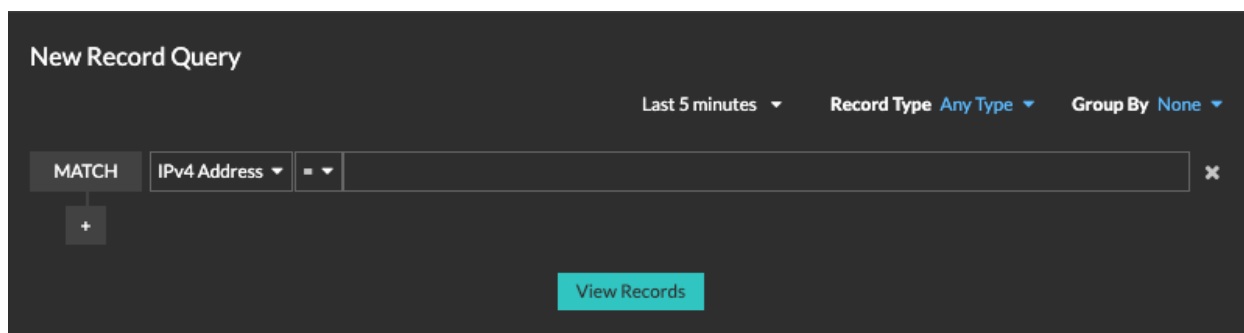 New Record Query
Last 5 minutes Record Type Any Type Group By None
MATCH IPv4 Address =
+
View Records